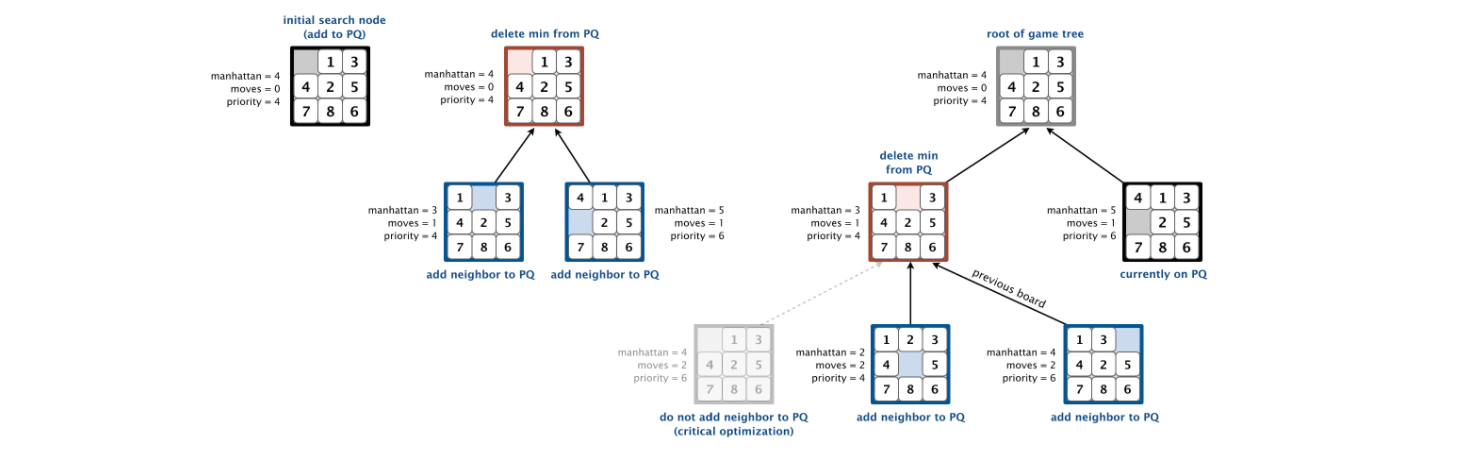 initial search node
(add to PQ)
manhattan = 4
moves = 0
priority = 4
1 3
4 2 5
7 8 6
delete min from PQ
manhattan = 4
moves = 0
priority = 4
1 3
4 2 5
7 8 6
manhattan = 3
moves = 1
priority = 4
1 3
4 2 5
7 8 6
add neighbor to PQ
4 1 3
2 5
7 8 6
manhattan = 5
moves = 1
priority = 6
add neighbor to PQ
root of game tree
manhattan = 4
moves = 0
priority = 4
1 3
4 2 5
7 8 6
delete min
from PQ
manhattan = 3
moves = 1
priority = 4
1 3
4 2 5
7 8 6
manhattan = 5
moves = 1
priority = 6
4 1 3
2 5
7 8 6
currently on PQ
previous board
manhattan = 4
moves = 2
priority = 6
1 3
4 2 5
7 8 6
do not add neighbor to PQ
(critical optimization)
manhattan = 2
moves = 2
priority = 4
1 2 3
4 5
7 8 6
add neighbor to PQ
manhattan = 4
moves = 2
priority = 6
1 3
4 2 5
7 8 6
add neighbor to PQ